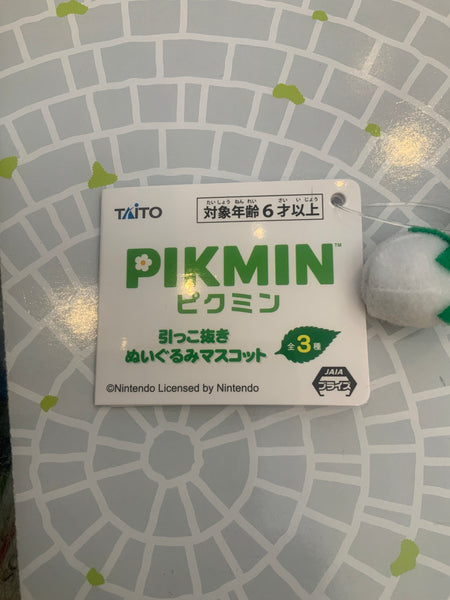 TAITO
たいしょう ねん れい さい い じょう
対象年齢6才以上
PIKMIN™
ピクミン
引っこ抜き
ぬいぐるみマスコット
全3種
JAIA
プライズ
©Nintendo Licensed by Nintendo